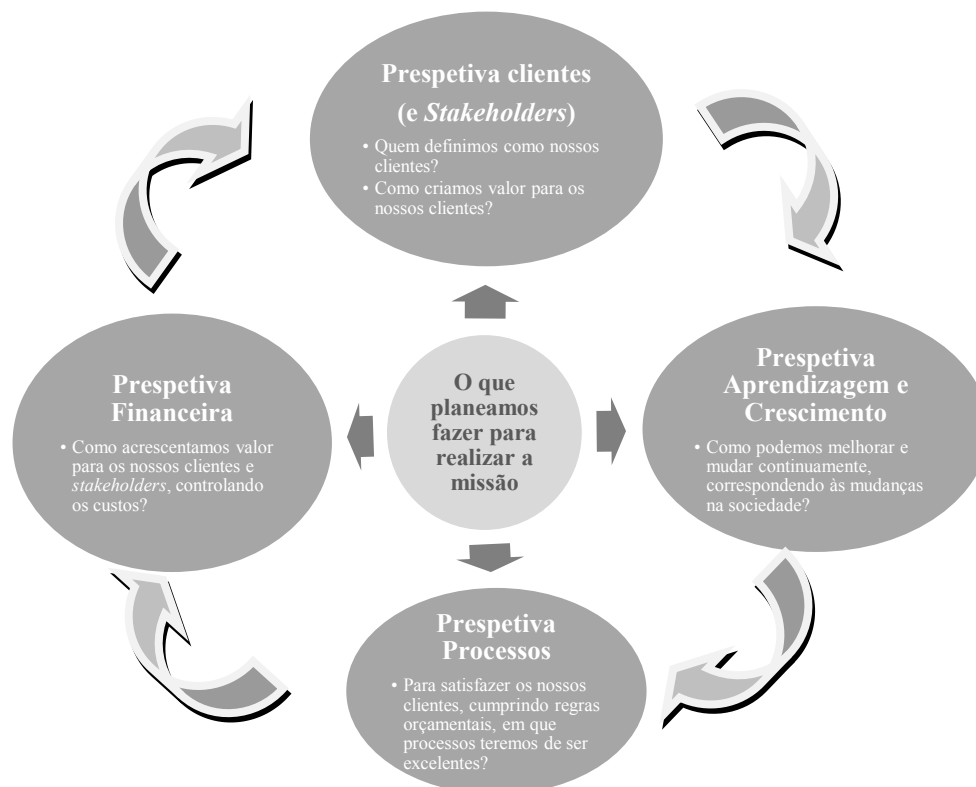 Prespetiva clientes
(e Stakeholders)
• Quem definimos como nossos
clientes?
• Como criamos valor para os
nossos clientes?
Prespetiva
Financeira
• Como acrescentamos valor
para os nossos clientes e
stakeholders, controlando
os custos?
O que
planeamos
fazer para
realizar a
missão
Prespetiva
Aprendizagem e
Crescimento
• Como podemos melhorar e
mudar continuamente,
correspondendo às mudanças
na sociedade?
Prespetiva
Processos
• Para satisfazer os nossos
clientes, cumprindo regras
orçamentais, em que
processos teremos de ser
excelentes?